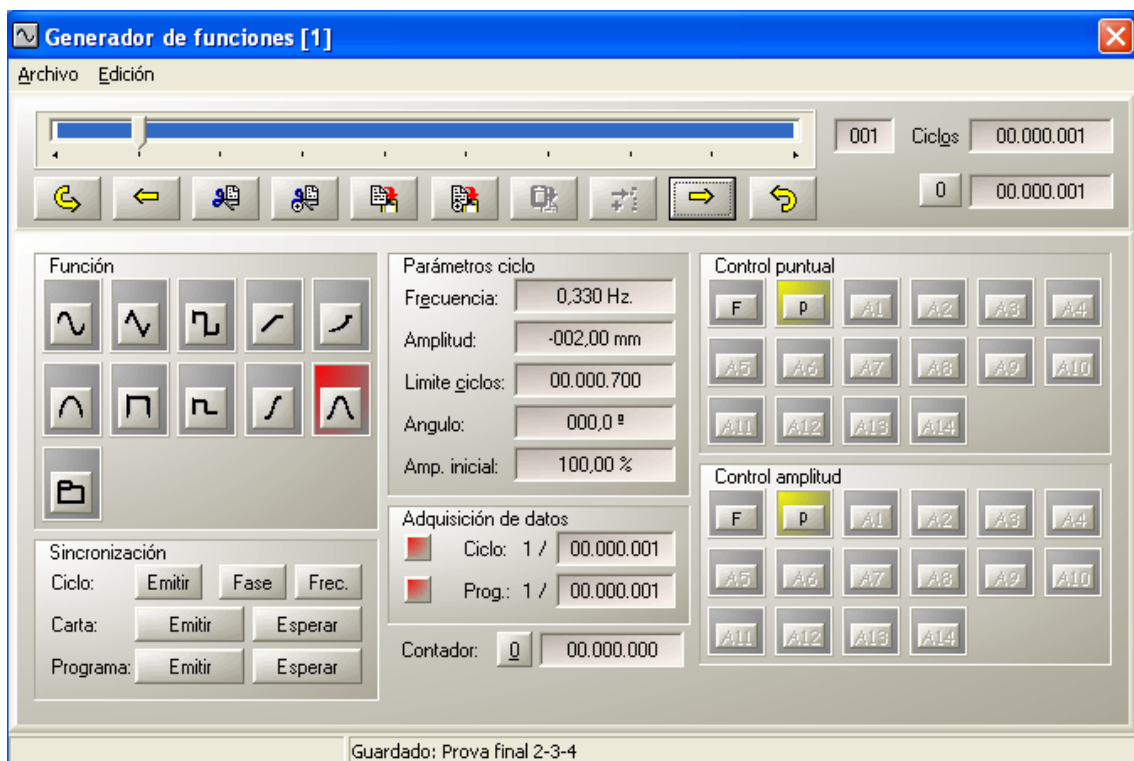 Generador de funciones [1]
Archivo Edición
001 Ciclos 00.000.001
0 00.000.001
Función
Parámetros ciclo
Frecuencia: 0,330 Hz.
Amplitud: -002,00 mm
Limite ciclos: 00.000.700
Angulo: 000,0 º
Amp. inicial: 100,00 %
Control puntual
F P A1 A2 A3 A4
A5 A6 A7 A8 A9 A10
A11 A12 A13 A14
Sincronización
Ciclo: Emitir Fase Frec.
Carta: Emitir Esperar
Programa: Emitir Esperar
Adquisición de datos
Ciclo: 1 / 00.000.001
Prog.: 1 / 00.000.001
Contador: 0 00.000.000
Control amplitud
F P A1 A2 A3 A4
A5 A6 A7 A8 A9 A10
A11 A12 A13 A14
Guardado: Prova final 2-3-4